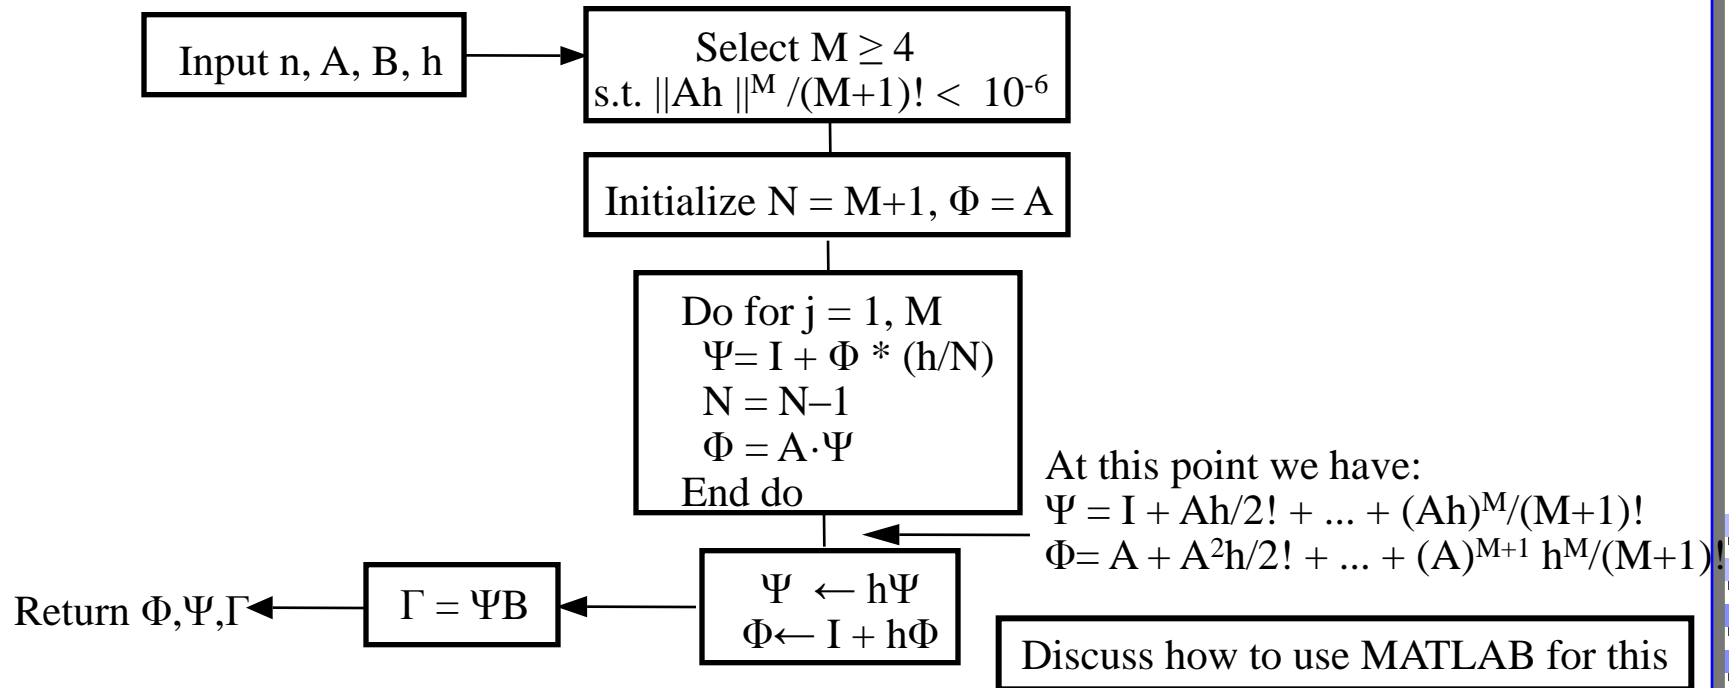 Input n, A, B, h
Select M ≥ 4
s.t. ||Ah ||^M /(M+1)! < 10^-6
Initialize N = M+1, Φ = A
Do for j = 1, M
Ψ= I + Φ * (h/N)
N = N–1
Φ = A·Ψ
End do
At this point we have:
Ψ = I + Ah/2! + ... + (Ah)^M/(M+1)!
Φ= A + A²h/2! + ... + (A)^M+1 h^M/(M+1)!
Ψ ← hΨ
Φ← I + hΦ
Γ = ΨB
Return Φ,Ψ,Γ
Discuss how to use MATLAB for this